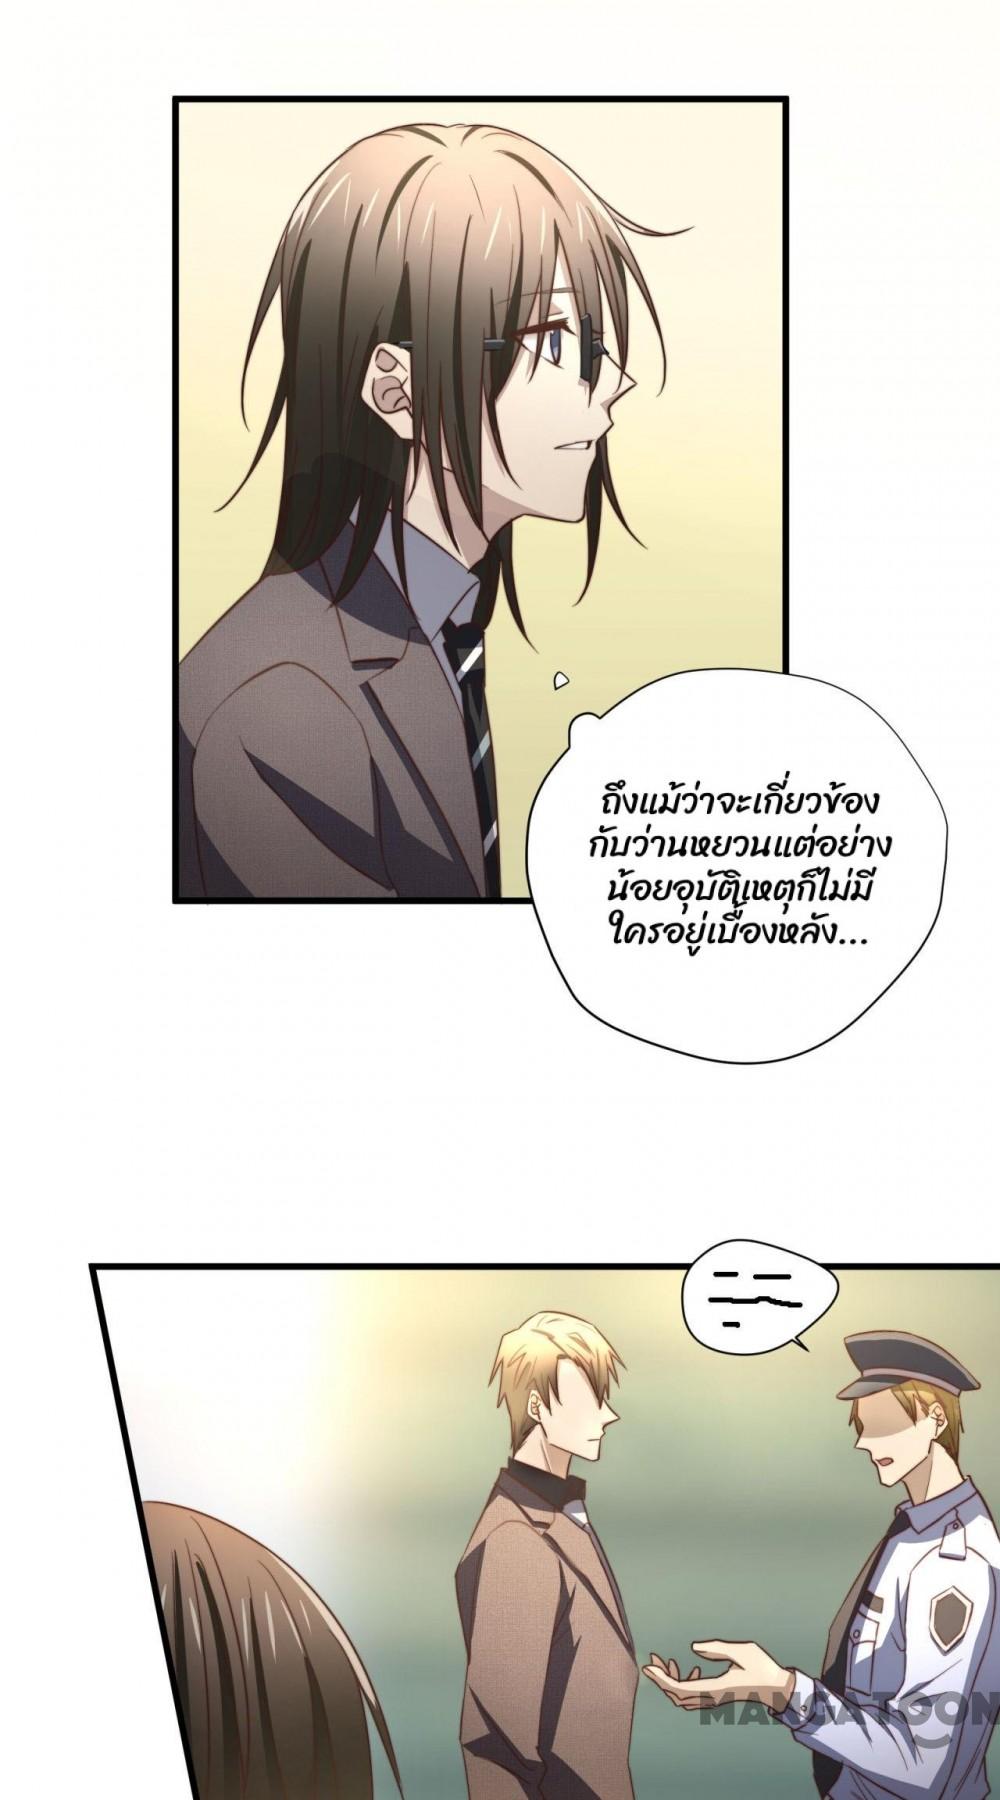 ถึงแม้ว่าจะเกี่ยวข้อง
กับว่านหยวนแต่อย่าง
น้อยอุบัติเหตุก็ไม่มี
ใครอยู่เบื้องหลัง...
MANGATOON